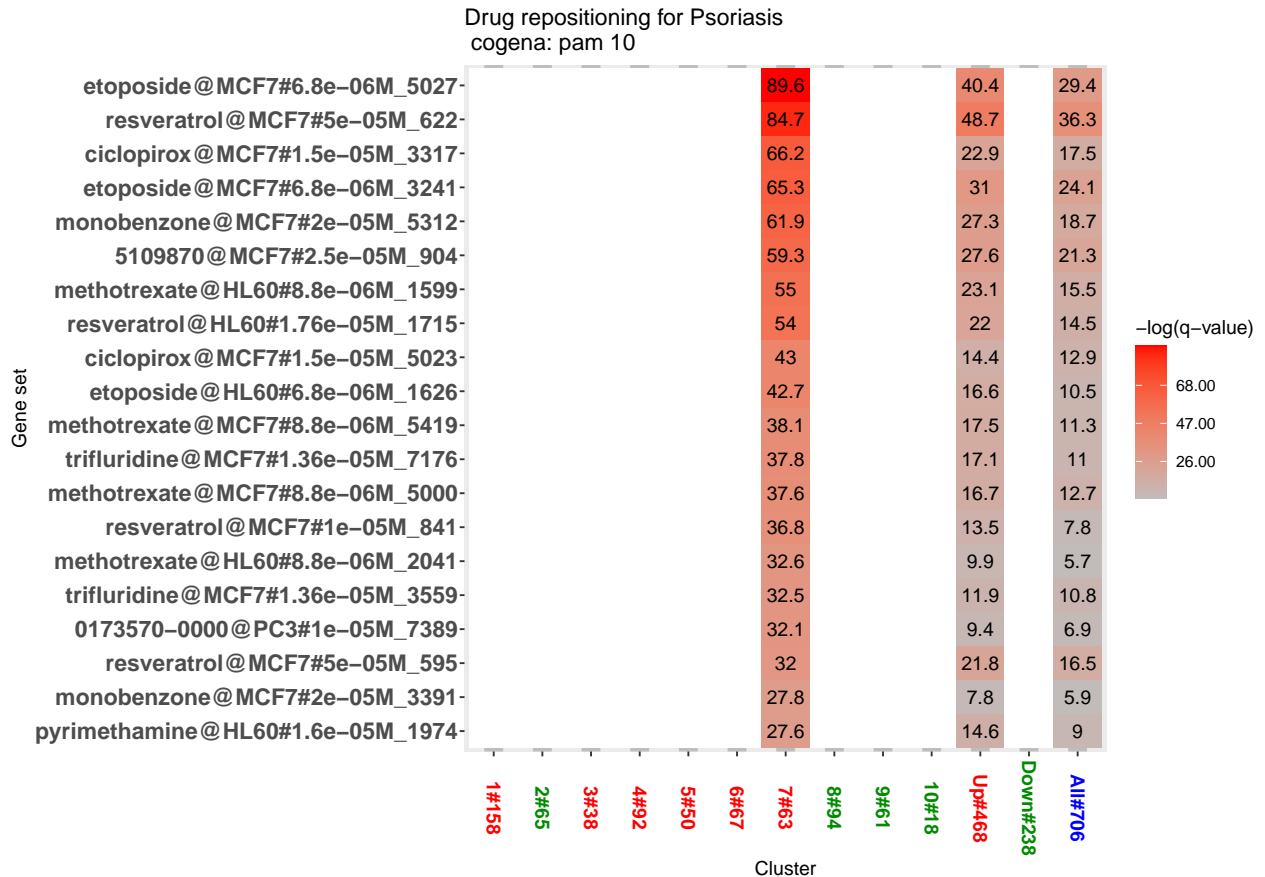 Drug repositioning for Psoriasis
cogena: pam 10
Gene set
etoposide@MCF7#6.8e−06M_5027 89.6 40.4 29.4
resveratrol@MCF7#5e−05M_622 84.7 48.7 36.3
ciclopirox@MCF7#1.5e−05M_3317 66.2 22.9 17.5
etoposide@MCF7#6.8e−06M_3241 65.3 31 24.1
monobenzone@MCF7#2e−05M_5312 61.9 27.3 18.7
5109870@MCF7#2.5e−05M_904 59.3 27.6 21.3
methotrexate@HL60#8.8e−06M_1599 55 23.1 15.5
resveratrol@HL60#1.76e−05M_1715 54 22 14.5
ciclopirox@MCF7#1.5e−05M_5023 43 14.4 12.9
etoposide@HL60#6.8e−06M_1626 42.7 16.6 10.5
methotrexate@MCF7#8.8e−06M_5419 38.1 17.5 11.3
trifluridine@MCF7#1.36e−05M_7176 37.8 17.1 11
methotrexate@MCF7#8.8e−06M_5000 37.6 16.7 12.7
resveratrol@MCF7#1e−05M_841 36.8 13.5 7.8
methotrexate@HL60#8.8e−06M_2041 32.6 9.9 5.7
trifluridine@MCF7#1.36e−05M_3559 32.5 11.9 10.8
0173570−0000@PC3#1e−05M_7389 32.1 9.4 6.9
resveratrol@MCF7#5e−05M_595 32 21.8 16.5
monobenzone@MCF7#2e−05M_3391 27.8 7.8 5.9
pyrimethamine@HL60#1.6e−05M_1974 27.6 14.6 9
1#158 2#65 3#38 4#92 5#50 6#67 7#63 8#94 9#61 10#18 Up#468 Down#238 All#706
Cluster
−log(q−value)
68.00
47.00
26.00